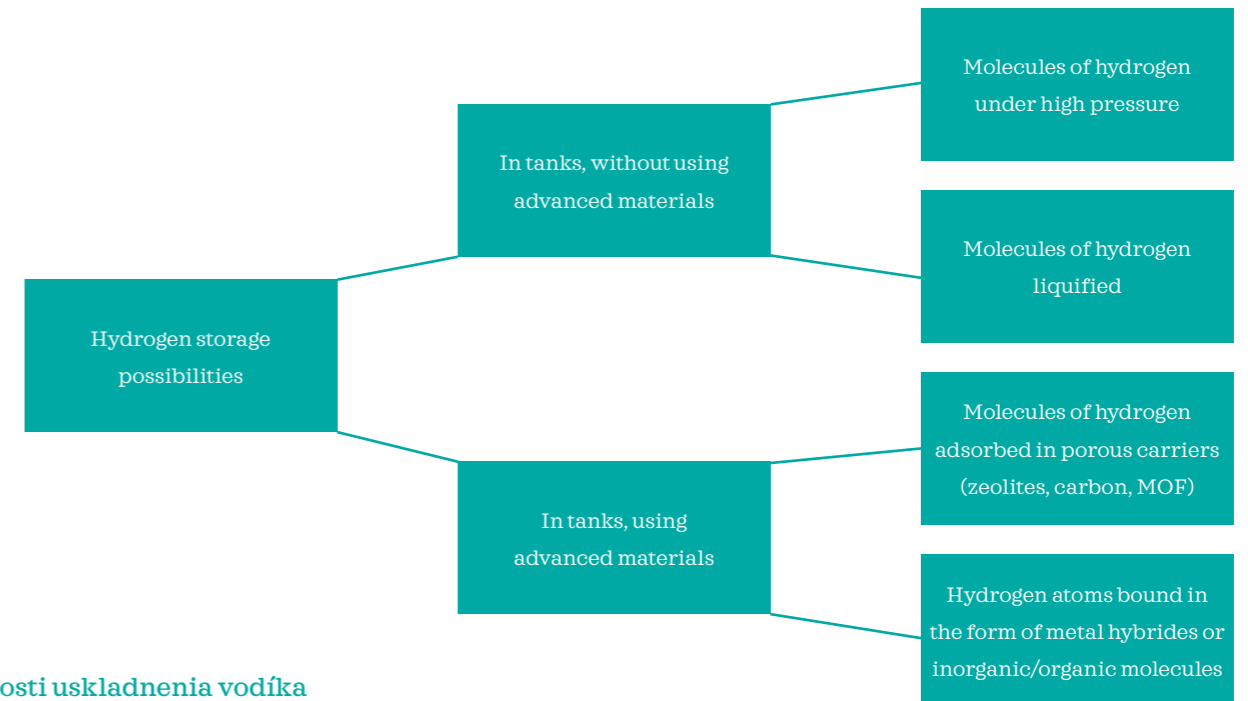 Molecules of hydrogen
under high pressure
In tanks, without using
advanced materials
Molecules of hydrogen
liquified
Hydrogen storage
possibilities
Molecules of hydrogen
adsorbed in porous carriers
(zeolites, carbon, MOF)
In tanks, using
advanced materials
Hydrogen atoms bound in
the form of metal hybrides or
inorganic/organic molecules
uskladnenia vodíka